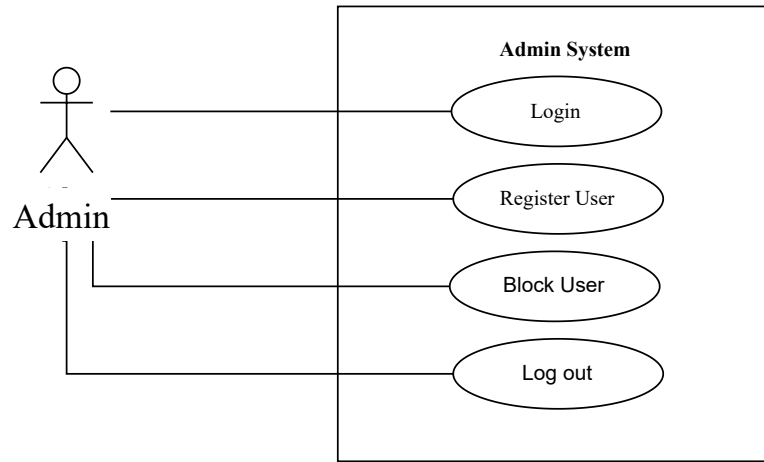 Admin System
Login
Register User
Admin
Block User
Log out